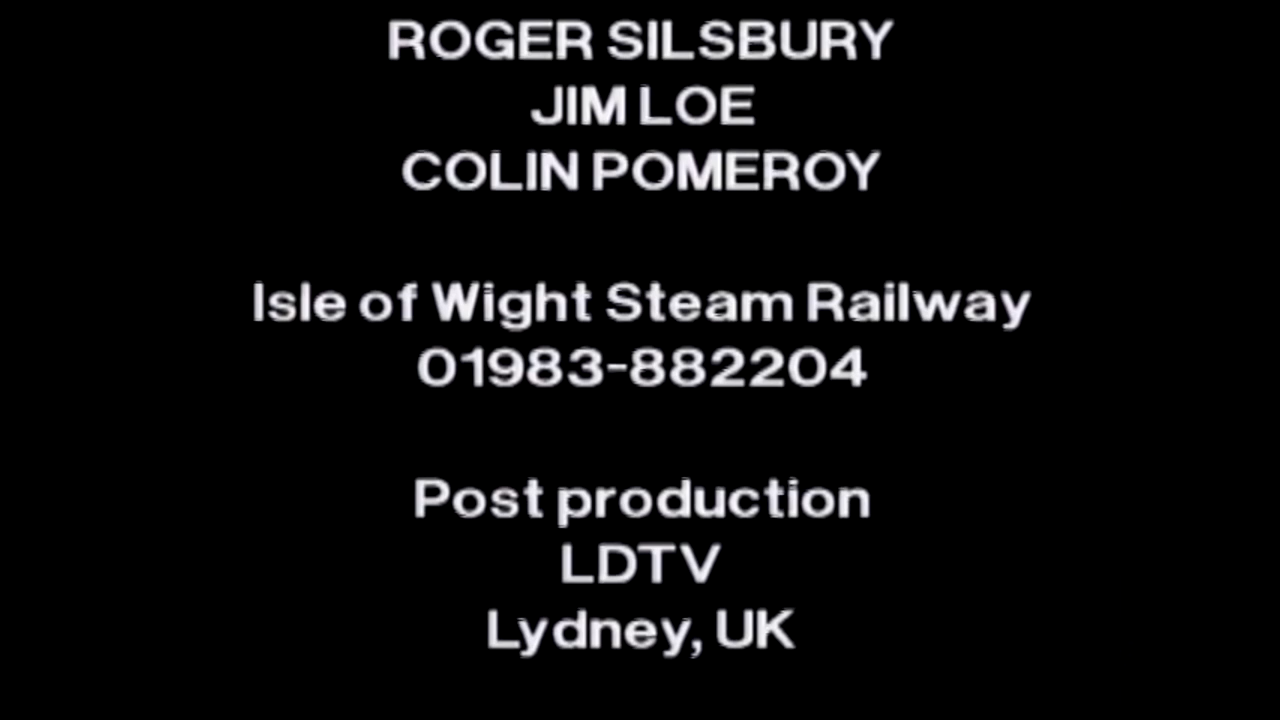 ROGER SILSBURY
JIM LOE
COLIN POMEROY
Isle of Wight Steam Railway
01983-882204
Post production
LDTV
Lydney, UK